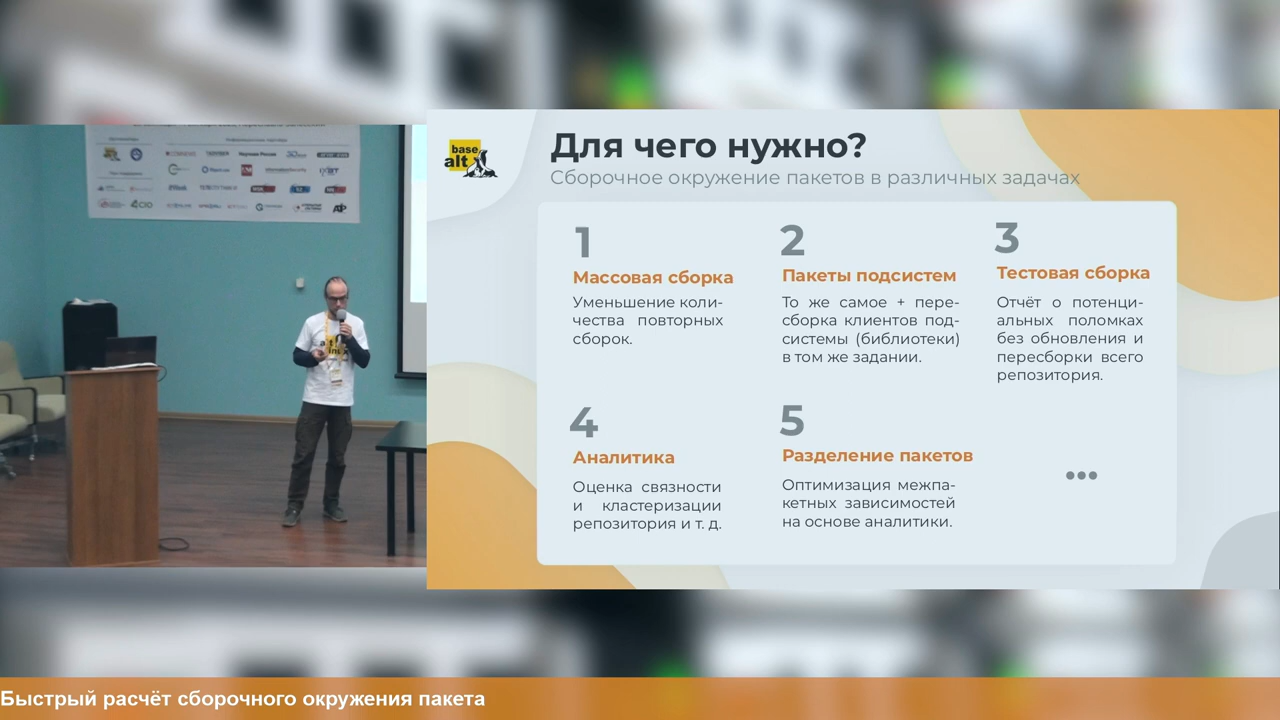 base
alt
Для чего нужно?
Сборочное окружение пакетов в различных задачах
1
Массовая сборка
Уменьшение коли-
чества повторных
сборок.
2
Пакеты подсистем
То же самое + пере-
сборка клиентов под-
системы (библиотеки)
в том же задании.
3
Тестовая сборка
Отчёт о потенци-
альных поломках
без обновления и
пересборки всего
репозитория.
4
Аналитика
Оценка связности
и кластеризации
репозитория и т. д.
5
Разделение пакетов
Оптимизация межпа-
кетных зависимостей
на основе аналитики.
•••
Быстрый расчёт сборочного окружения пакета